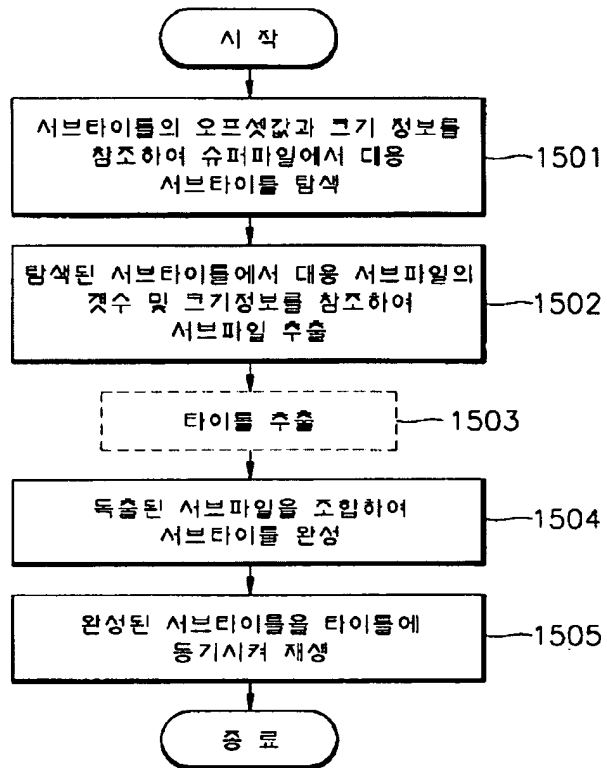 시 작
서브타이틀의 오프셋값과 크기 정보를
참조하여 슈퍼파일에서 대응
서브타이틀 탐색
1501
탐색된 서브타이틀에서 대응 서브파일의
갯수 및 크기정보를 참조하여
서브파일 추출
1502
타이틀 추출
1503
독출된 서브파일을 조합하여
서브타이틀 완성
1504
완성된 서브타이틀을 타이틀에
동기시켜 재생
1505
종 료